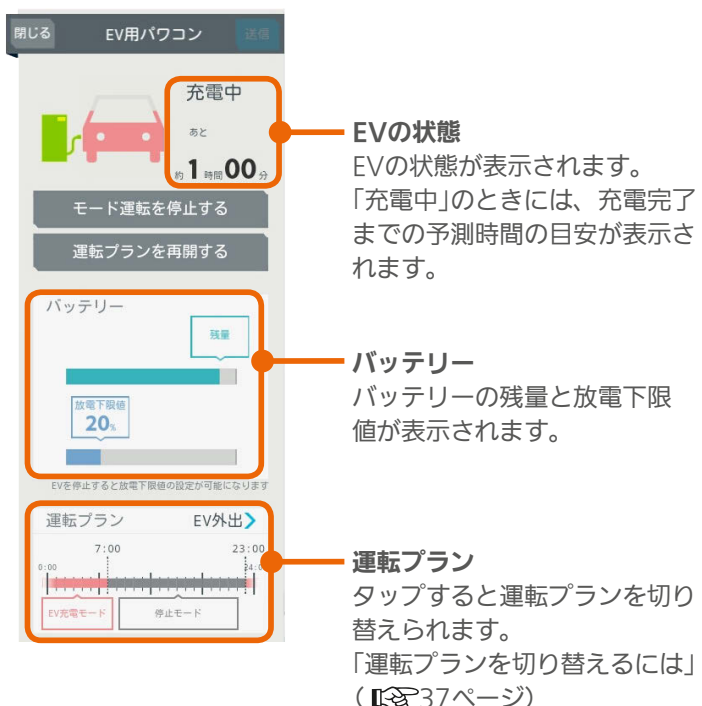 閉じる EV用パワコン 送信
充電中
あと
約1時間00分
モード運転を停止する
運転プランを再開する
EVの状態
EVの状態が表示されます。
「充電中」のときには、充電完了
までの予測時間の目安が表示さ
れます。
バッテリー
残量
放電下限値
20%
EVを停止すると放電下限値の設定が可能になります
バッテリー
バッテリーの残量と放電下限
値が表示されます。
運転プラン EV外出
7:00 23:00
0:00 24:00
EV充電モード 停止モード
運転プラン
タップすると運転プランを切り
替えられます。
「運転プランを切り替えるには」
(37ページ)